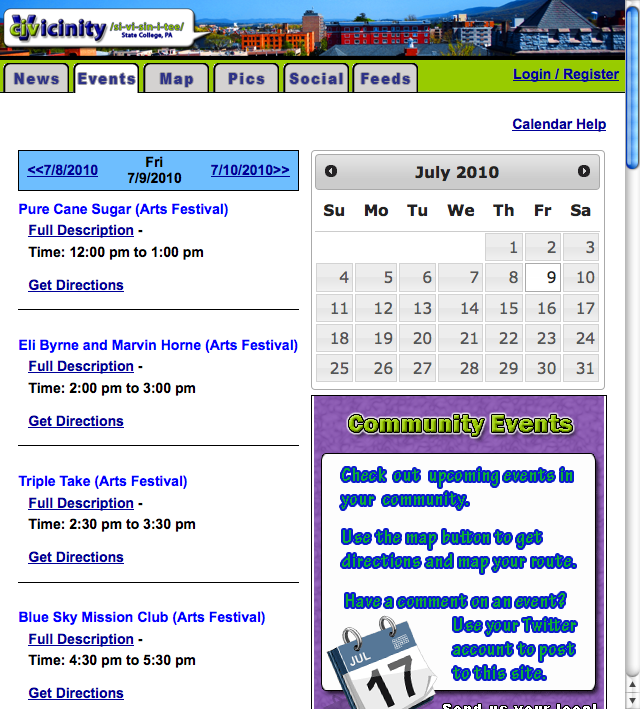 civicinity /si-vi-sin-i-tee/
State College, PA
News Events Map Pics Social Feeds Login / Register
Calendar Help
<<7/8/2010 Fri 7/10/2010>>
7/9/2010
Pure Cane Sugar (Arts Festival)
Full Description -
Time: 12:00 pm to 1:00 pm
Get Directions
Eli Byrne and Marvin Horne (Arts Festival)
Full Description -
Time: 2:00 pm to 3:00 pm
Get Directions
Triple Take (Arts Festival)
Full Description -
Time: 2:30 pm to 3:30 pm
Get Directions
Blue Sky Mission Club (Arts Festival)
Full Description -
Time: 4:30 pm to 5:30 pm
Get Directions
July 2010
Su Mo Tu We Th Fr Sa
1 2 3
4 5 6 7 8 9 10
11 12 13 14 15 16 17
18 19 20 21 22 23 24
25 26 27 28 29 30 31
Community Events
Check out upcoming events in
your community.
Use the map button to get
directions and map your route.
Have a comment on an event?
Use your Twitter
account to post
to this site.
JUL
17
Send us your local